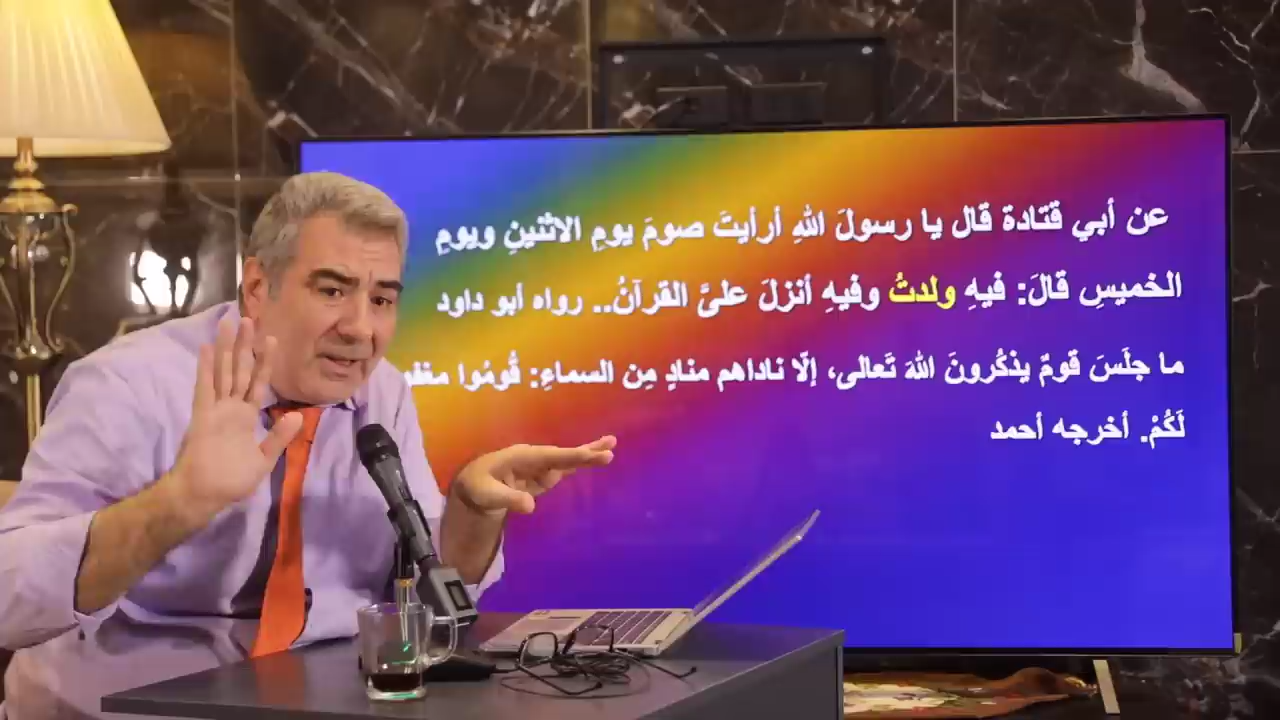 عن أبي قتادة قال يا رسولَ اللهِ أرأيتَ صومَ يومِ الاثنينِ ويومِ
الخميسِ قالَ: فيهِ ولدتُ وفيهِ أنزلَ عليَّ القرآنُ.. رواه أبو داود
ما جلَسَ قومٌ يذكُرونَ اللهَ تَعالى، إلّا ناداهم منادٍ مِن السماءِ: قُومُوا
لَكُمْ. أخرجه أحمد